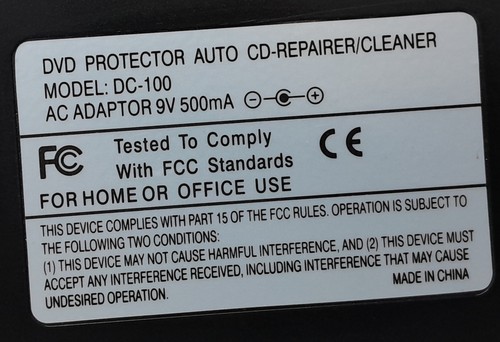 DVD PROTECTOR AUTO CD-REPAIRER/CLEANER
MODEL: DC-100
AC ADAPTOR 9V 500mA
FC Tested To Comply
With FCC Standards
CE
FOR HOME OR OFFICE USE
THIS DEVICE COMPLIES WITH PART 15 OF THE FCC RULES. OPERATION IS SUBJECT TO
THE FOLLOWING TWO CONDITIONS:
(1) THIS DEVICE MAY NOT CAUSE HARMFUL INTERFERENCE, AND (2) THIS DEVICE MUST
ACCEPT ANY INTERFERENCE RECEIVED, INCLUDING INTERFERENCE THAT MAY CAUSE
UNDESIRED OPERATION.
MADE IN CHINA